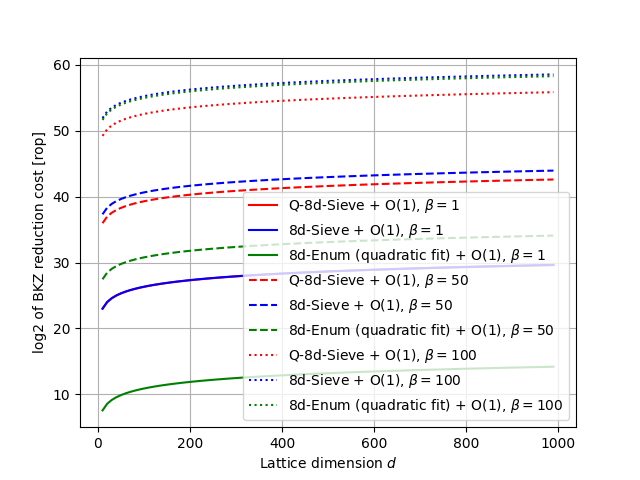 60
50
40
30
20
10
log2 of BKZ reduction cost [rop]
Q-8d-Sieve + O(1), β = 1
8d-Sieve + O(1), β = 1
8d-Enum (quadratic fit) + O(1), β = 1
Q-8d-Sieve + O(1), β = 50
8d-Sieve + O(1), β = 50
8d-Enum (quadratic fit) + O(1), β = 50
Q-8d-Sieve + O(1), β = 100
8d-Sieve + O(1), β = 100
8d-Enum (quadratic fit) + O(1), β = 100
0 200 400 600 800 1000
Lattice dimension d